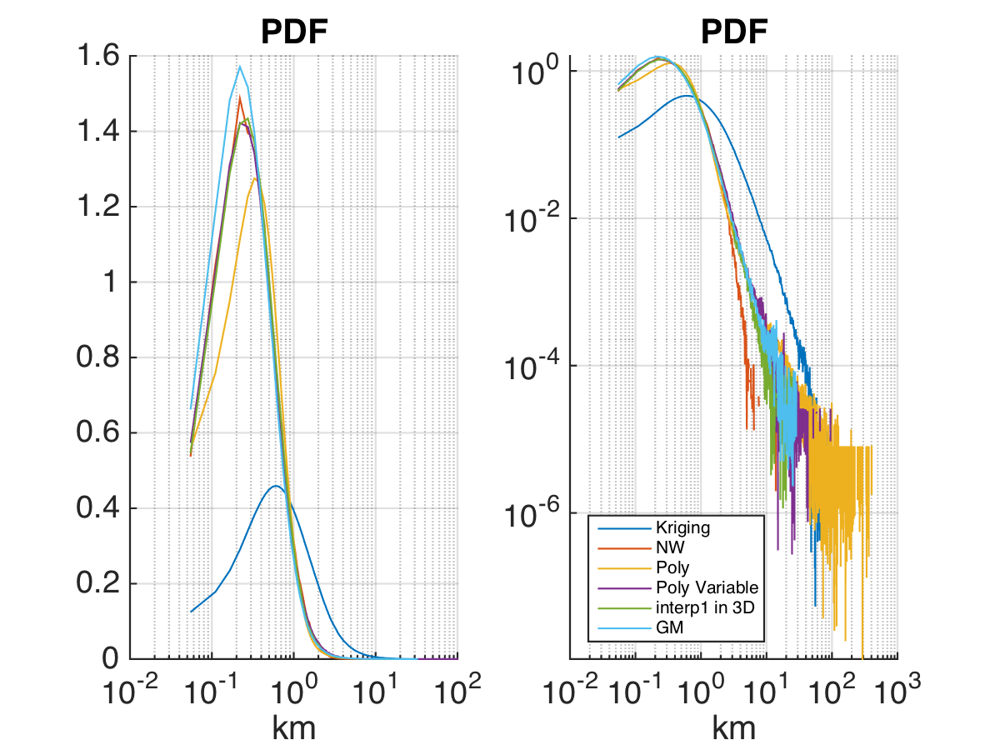 PDF
1.6
1.4
1.2
1
0.8
0.6
0.4
0.2
0
10^-2 10^-1 10^0 10^1 10^2
km
PDF
10^0
10^-2
10^-4
10^-6
Kriging
NW
Poly
Poly Variable
interp1 in 3D
GM
10^-2 10^-1 10^0 10^1 10^2 10^3
km